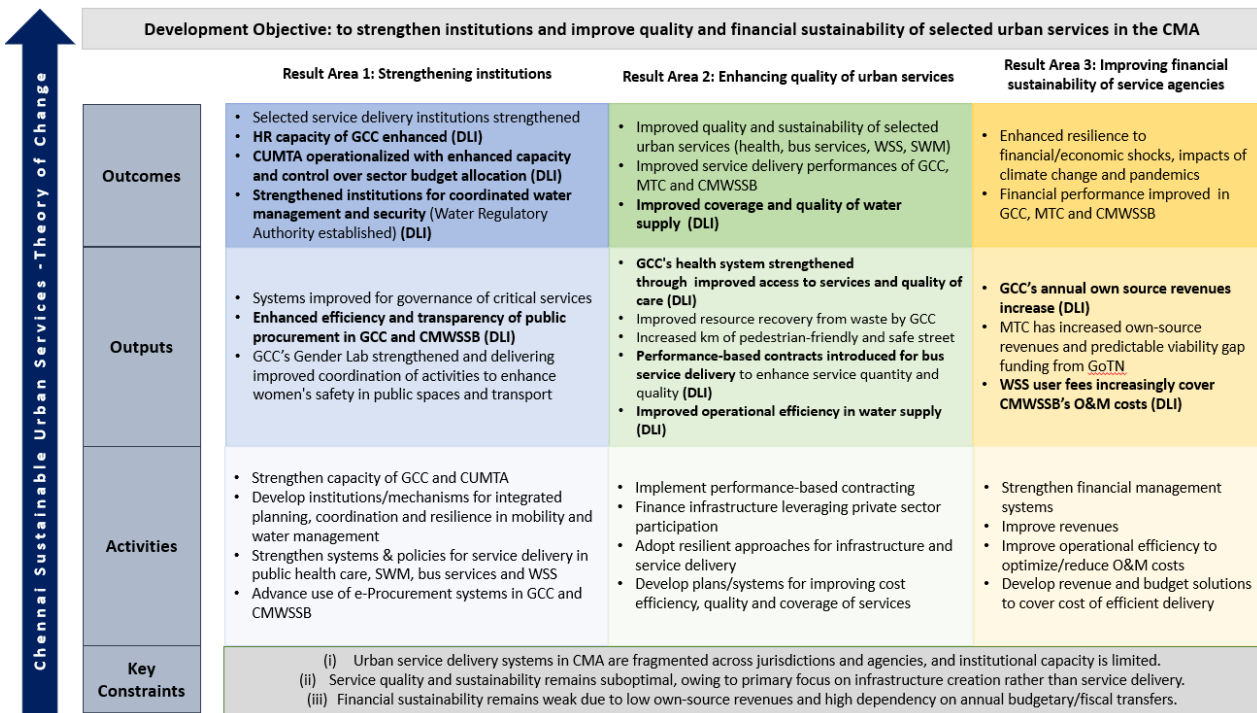 Chennai Sustainable Urban Services -Theory of Change
Development Objective: to strengthen institutions and improve quality and financial sustainability of selected urban services in the CMA
Result Area 1: Strengthening institutions
Result Area 2: Enhancing quality of urban services
Result Area 3: Improving financial
sustainability of service agencies
Outcomes
• Selected service delivery institutions strengthened
• HR capacity of GCC enhanced (DLI)
• CUMTA operationalized with enhanced capacity
and control over sector budget allocation (DLI)
• Strengthened institutions for coordinated water
management and security (Water Regulatory
Authority established) (DLI)
• Improved quality and sustainability of selected
urban services (health, bus services, WSS, SWM)
• Improved service delivery performances of GCC,
MTC and CMWSSB
• Improved coverage and quality of water
supply (DLI)
• Enhanced resilience to
financial/economic shocks, impacts of
climate change and pandemics
• Financial performance improved in
GCC, MTC and CMWSSB
Outputs
• Systems improved for governance of critical services
• Enhanced efficiency and transparency of public
procurement in GCC and CMWSSB (DLI)
• GCC's Gender Lab strengthened and delivering
improved coordination of activities to enhance
women's safety in public spaces and transport
• GCC's health system strengthened
through improved access to services and quality of
care (DLI)
• Improved resource recovery from waste by GCC
• Increased km of pedestrian-friendly and safe street
• Performance-based contracts introduced for bus
service delivery to enhance service quantity and
quality (DLI)
• Improved operational efficiency in water supply
(DLI)
• GCC's annual own source revenues
increase (DLI)
• MTC has increased own-source
revenues and predictable viability gap
funding from GoTN
• WSS user fees increasingly cover
CMWSSB's O&M costs (DLI)
Activities
• Strengthen capacity of GCC and CUMTA
• Develop institutions/mechanisms for integrated
planning, coordination and resilience in mobility and
water management
• Strengthen systems & policies for service delivery in
public health care, SWM, bus services and WSS
• Advance use of e-Procurement systems in GCC and
CMWSSB
• Implement performance-based contracting
• Finance infrastructure leveraging private sector
participation
• Adopt resilient approaches for infrastructure and
service delivery
• Develop plans/systems for improving cost
efficiency, quality and coverage of services
• Strengthen financial management
systems
• Improve revenues
• Improve operational efficiency to
optimize/reduce O&M costs
• Develop revenue and budget solutions
to cover cost of efficient delivery
Key
Constraints
(i) Urban service delivery systems in CMA are fragmented across jurisdictions and agencies, and institutional capacity is limited.
(ii) Service quality and sustainability remains suboptimal, owing to primary focus on infrastructure creation rather than service delivery.
(iii) Financial sustainability remains weak due to low own-source revenues and high dependency on annual budgetary/fiscal transfers.